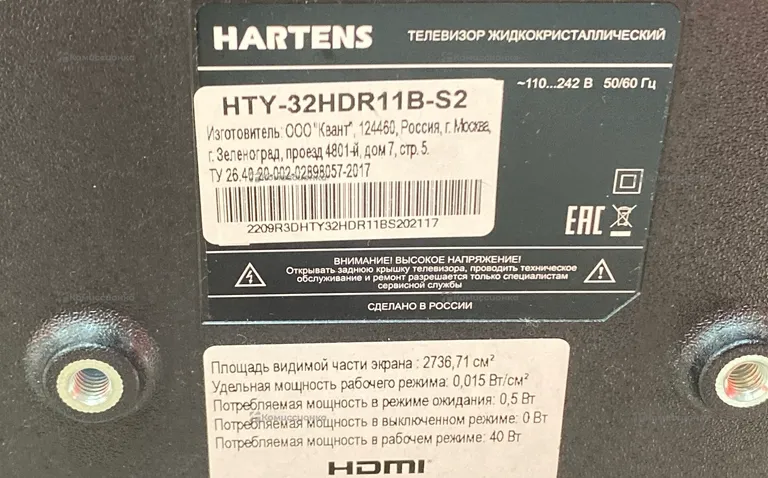 HARTENS
ТЕЛЕВИЗОР ЖИДКОКРИСТАЛЛИЧЕСКИЙ
~110...242 В 50/60 Гц
HTY-32HDR11B-S2
Изготовитель: ООО "Квант", 124460, Россия, г. Москва,
г. Зеленоград, проезд 4801-й, дом 7, стр. 5.
ТУ 26.40.20-002-02698057-2017
2209R3DHTY32HDR11BS202117
EAC
ВНИМАНИЕ! ВЫСОКОЕ НАПРЯЖЕНИЕ!
Открывать заднюю крышку телевизора, проводить техническое
обслуживание и ремонт разрешается только специалистам
сервисной службы
СДЕЛАНО В РОССИИ
Площадь видимой части экрана : 2736,71 см²
Удельная мощность рабочего режима: 0,015 Вт/см²
Потребляемая мощность в режиме ожидания: 0,5 Вт
Потребляемая мощность в выключенном режиме: 0 Вт
Потребляемая мощность в рабочем режиме: 40 Вт
Комиссионка
HDMI